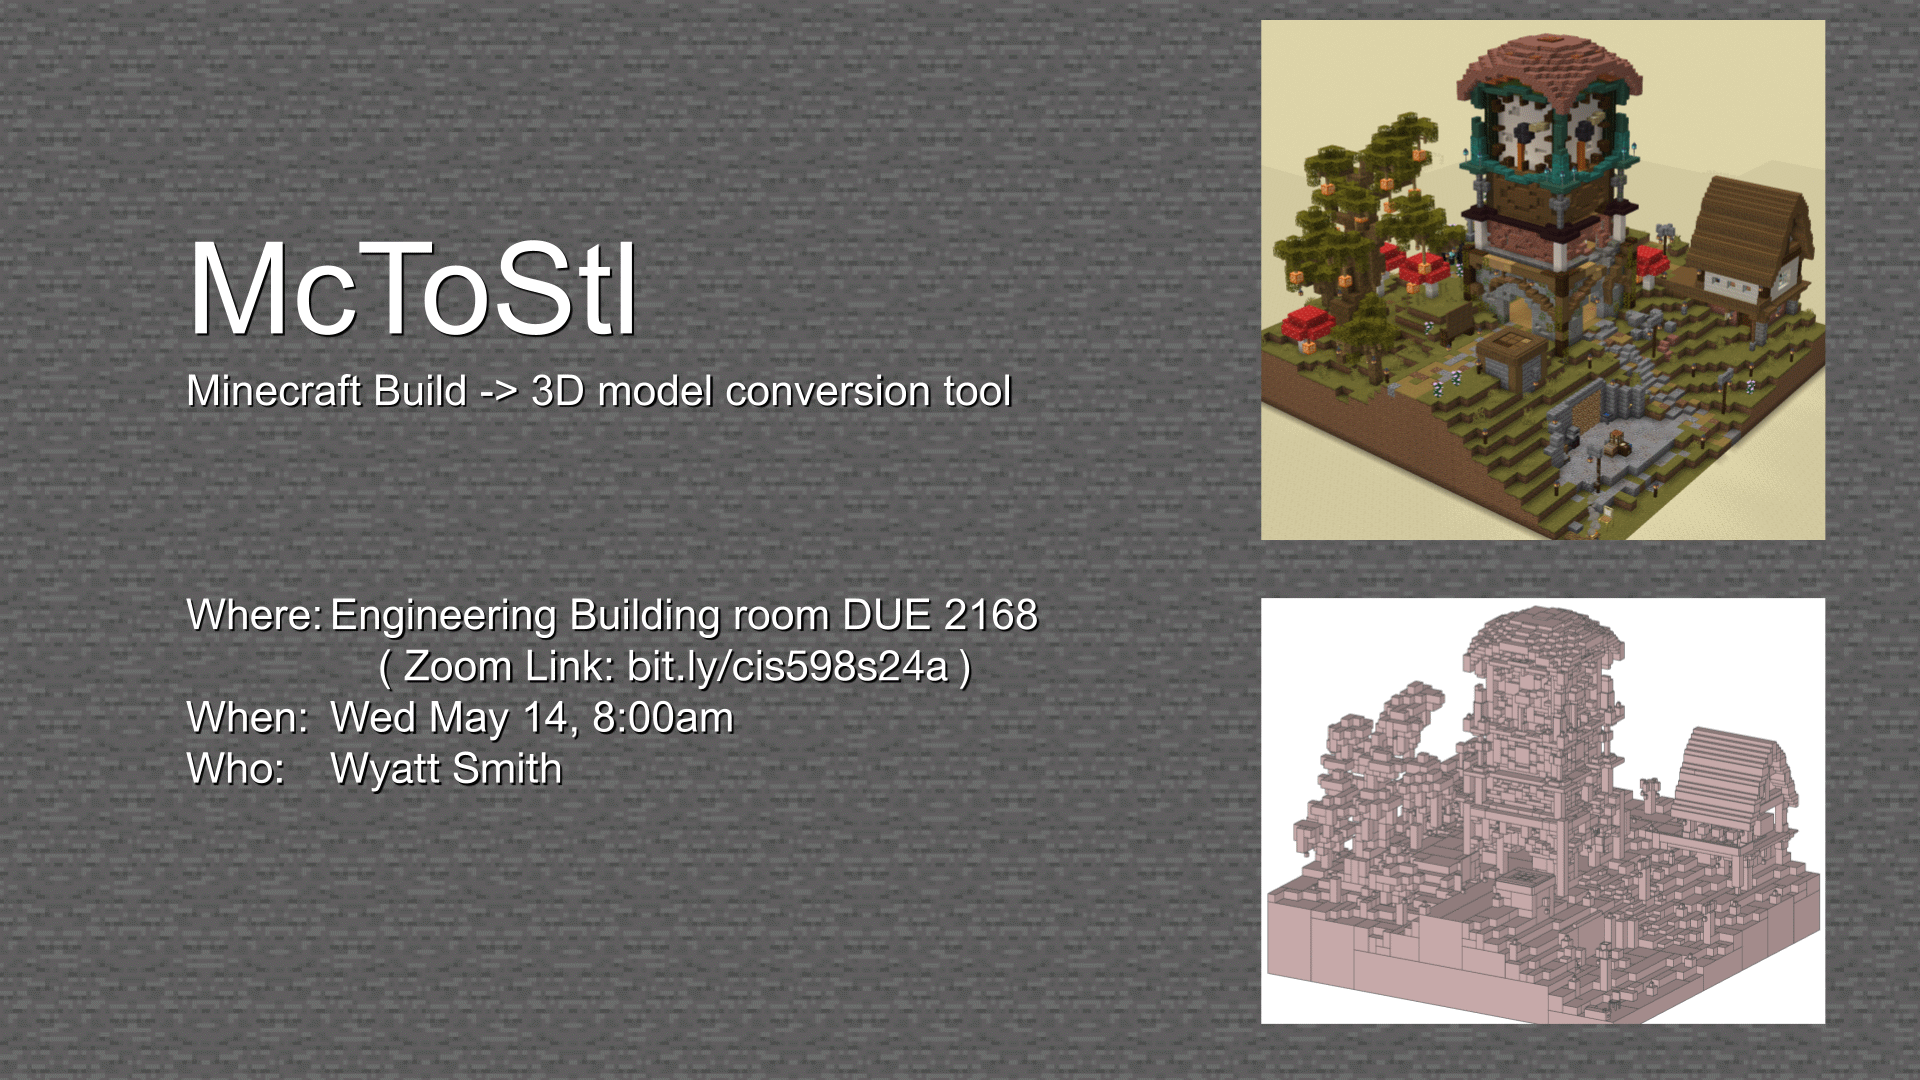 McToStl
Minecraft Build -> 3D model conversion tool
Where: Engineering Building room DUE 2168
( Zoom Link: bit.ly/cis598s24a )
When: Wed May 14, 8:00am
Who: Wyatt Smith